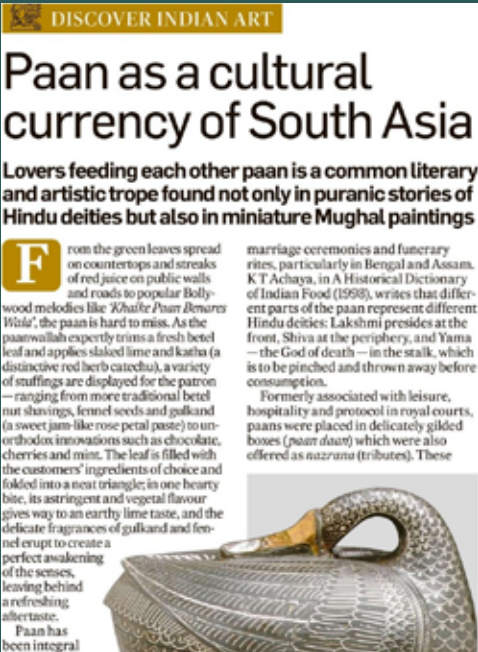 DISCOVER INDIAN ART
Paan as a cultural
currency of South Asia
Lovers feeding each other paan is a common literary
and artistic trope found not only in puranic stories of
Hindu deities but also in miniature Mughal paintings
From the green leaves spread
on countertops and streaks
of red juice on public walls
and roads to popular Bolly-
wood melodies like 'Khaike Paan Benares
Wala', the paan is hard to miss. As the
paanwallah expertly trims a fresh betel
leaf and applies slaked lime and katha (a
distinctive red herb catechu), a variety
of stuffings are displayed for the patron
— ranging from more traditional betel
nut shavings, fennel seeds and gulkand
(a sweet jam-like rose petal paste) to un-
orthodox innovations such as chocolate,
cherries and mint. The leaf is filled with
the customers' ingredients of choice and
folded into a neat triangle; in one hearty
bite, its astringent and vegetal flavour
gives way to an earthy lime taste, and the
delicate fragrances of gulkand and fen-
nel erupt to create a
perfect awakening
of the senses,
leaving behind
a refreshing
aftertaste.
Paan has
been integral
marriage ceremonies and funerary
rites, particularly in Bengal and Assam.
K T Achaya, in A Historical Dictionary
of Indian Food (1998), writes that differ-
ent parts of the paan represent different
Hindu deities: Lakshmi presides at the
front, Shiva at the periphery, and Yama
— the God of death — in the stalk, which
is to be pinched and thrown away before
consumption.
Formerly associated with leisure,
hospitality and protocol in royal courts,
paans were placed in delicately gilded
boxes (paan daan) which were also
offered as nazrana (tributes). These